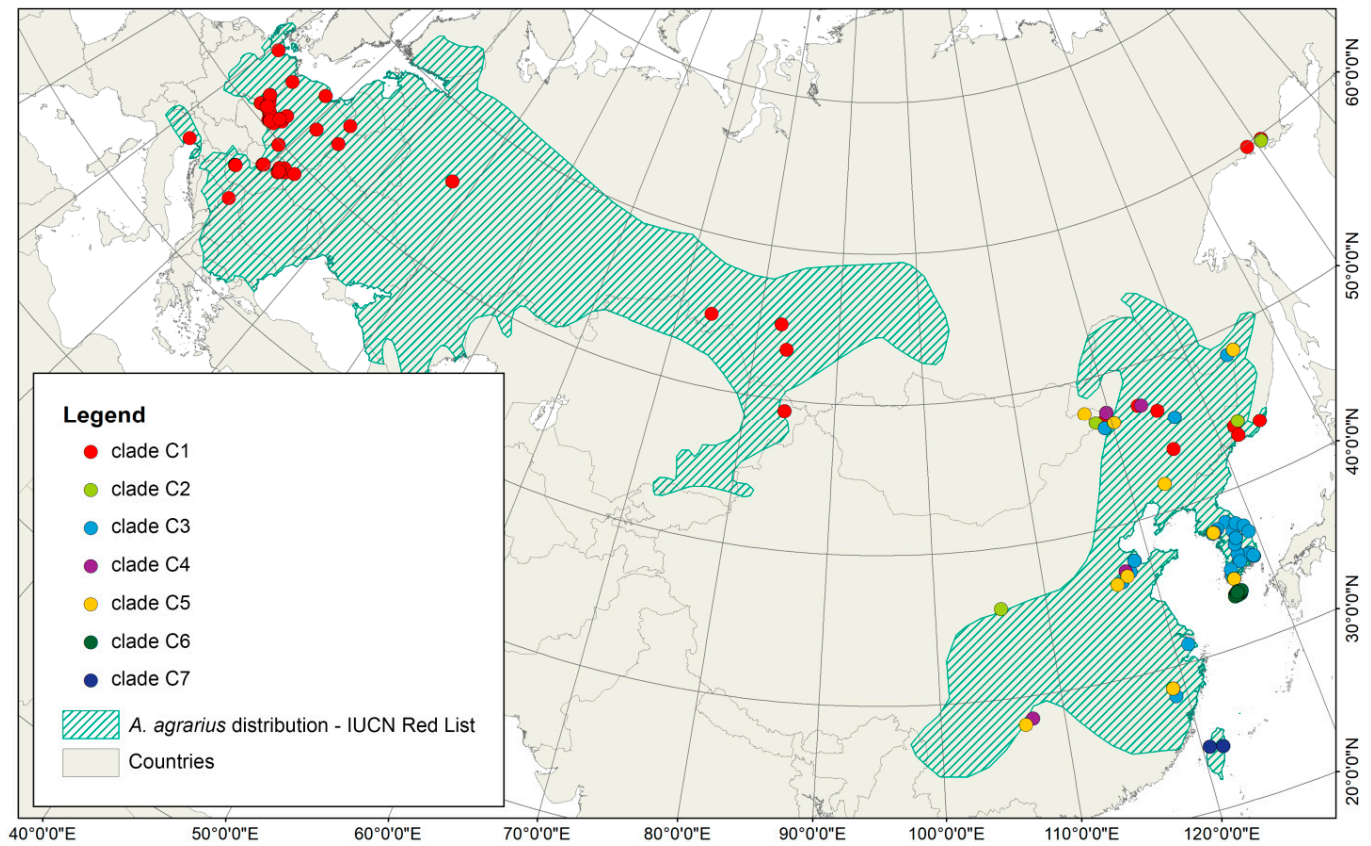 60°0'0"N
50°0'0"N
40°0'0"N
30°0'0"N
20°0'0"N
Legend
clade C1
clade C2
clade C3
clade C4
clade C5
clade C6
clade C7
A. agrarius distribution - IUCN Red List
Countries
40°0'0"E 50°0'0"E 60°0'0"E 70°0'0"E 80°0'0"E 90°0'0"E 100°0'0"E 110°0'0"E 120°0'0"E